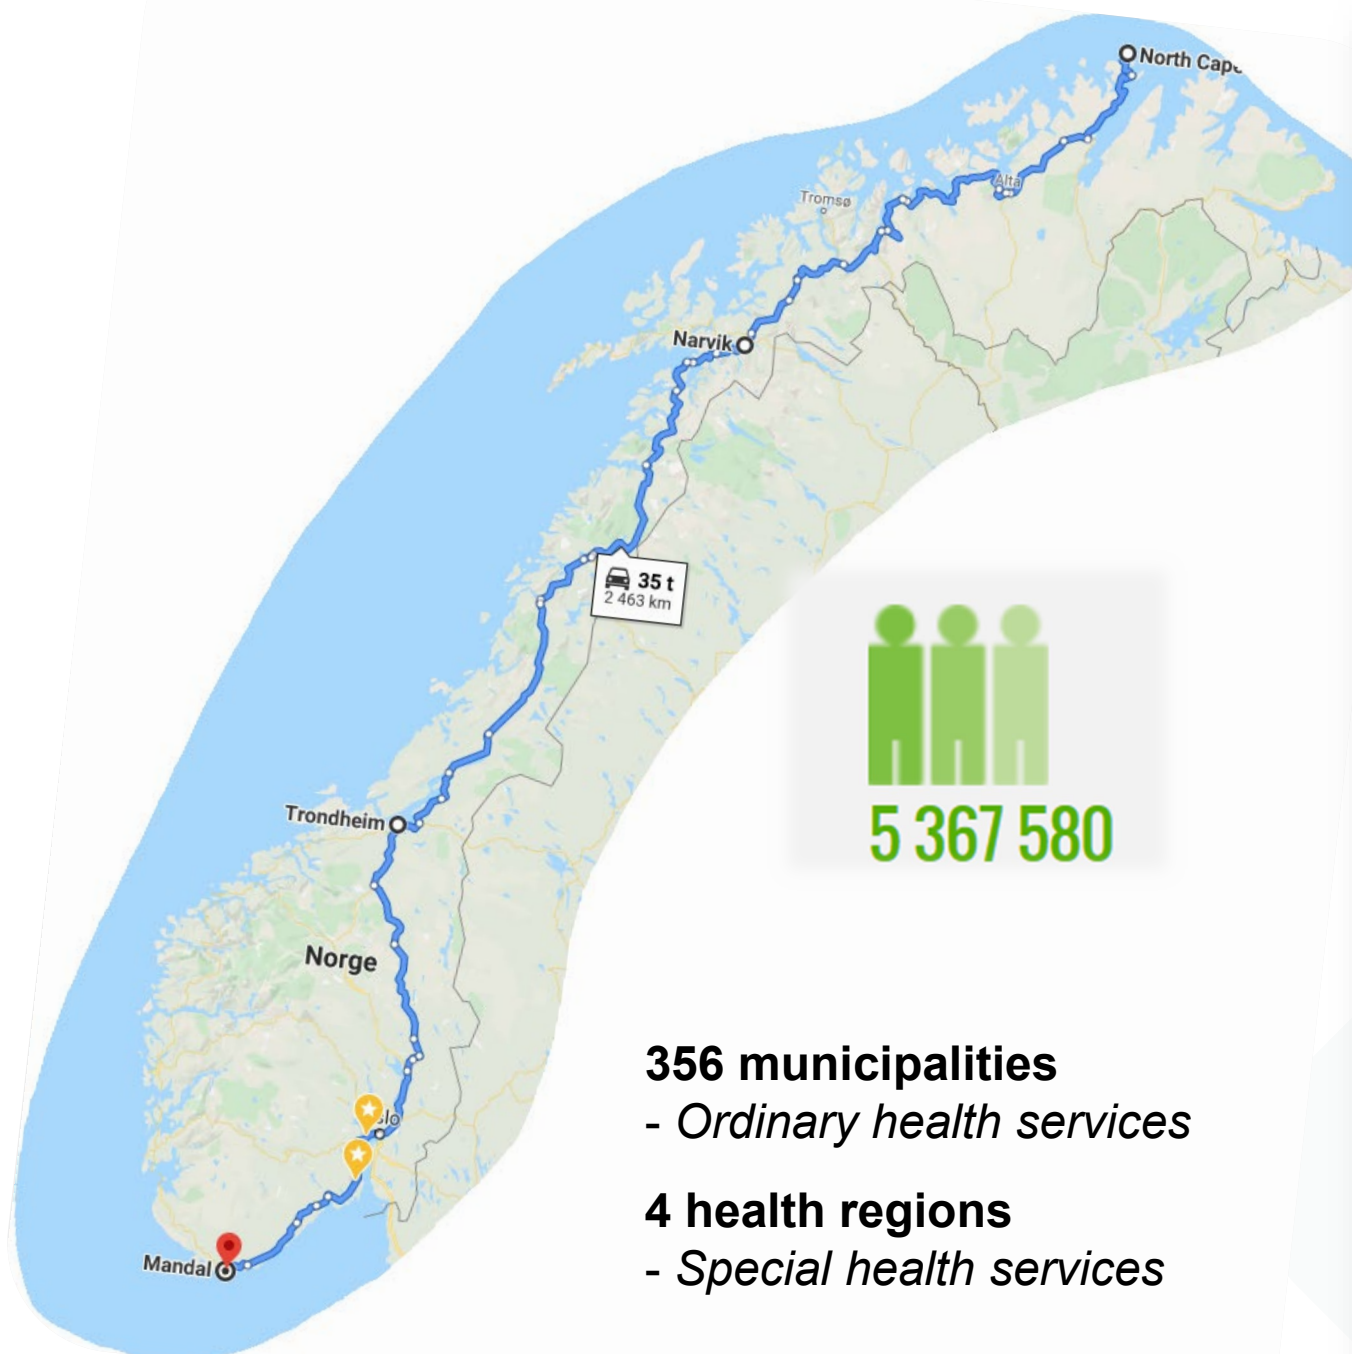 North Cape
Alta
Tromsø
Narvik
35 t
2 463 km
5 367 580
Trondheim
Norge
356 municipalities
- Ordinary health services
slo
4 health regions
- Special health services
Mandal